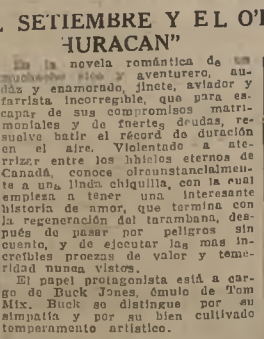 SETIEMBRE Y EL O'
HURACAN"
En la novela romántica de un
muchacho rico y aventurero, au-
daz y enamorado, jinete, aviador y
farrista incorregible, que para es-
capar de sus compromisos matri-
moniales y de fuertes deudas, re-
suelve batir el récord de duración
en el aire. Violentado a ate-
rrizar entre los hhielos eternos de
Canadá, conoce circunstancialmen-
te a una linda chiquilla, con la cual
empieza a tener una interesante
historia de amor, que termina con
la regeneración del tarambana, des-
pués de pasar por peligros sin
cuento, y de ejecutar las mas in-
creíbles proezas de valor y teme-
ridad nunca vistos.
El papel protagonista está a car-
go de Buck Jones, émulo de Tom
Mix. Buck se distingue por su
simpatía y por su bien cultivado
temperamento artístico.